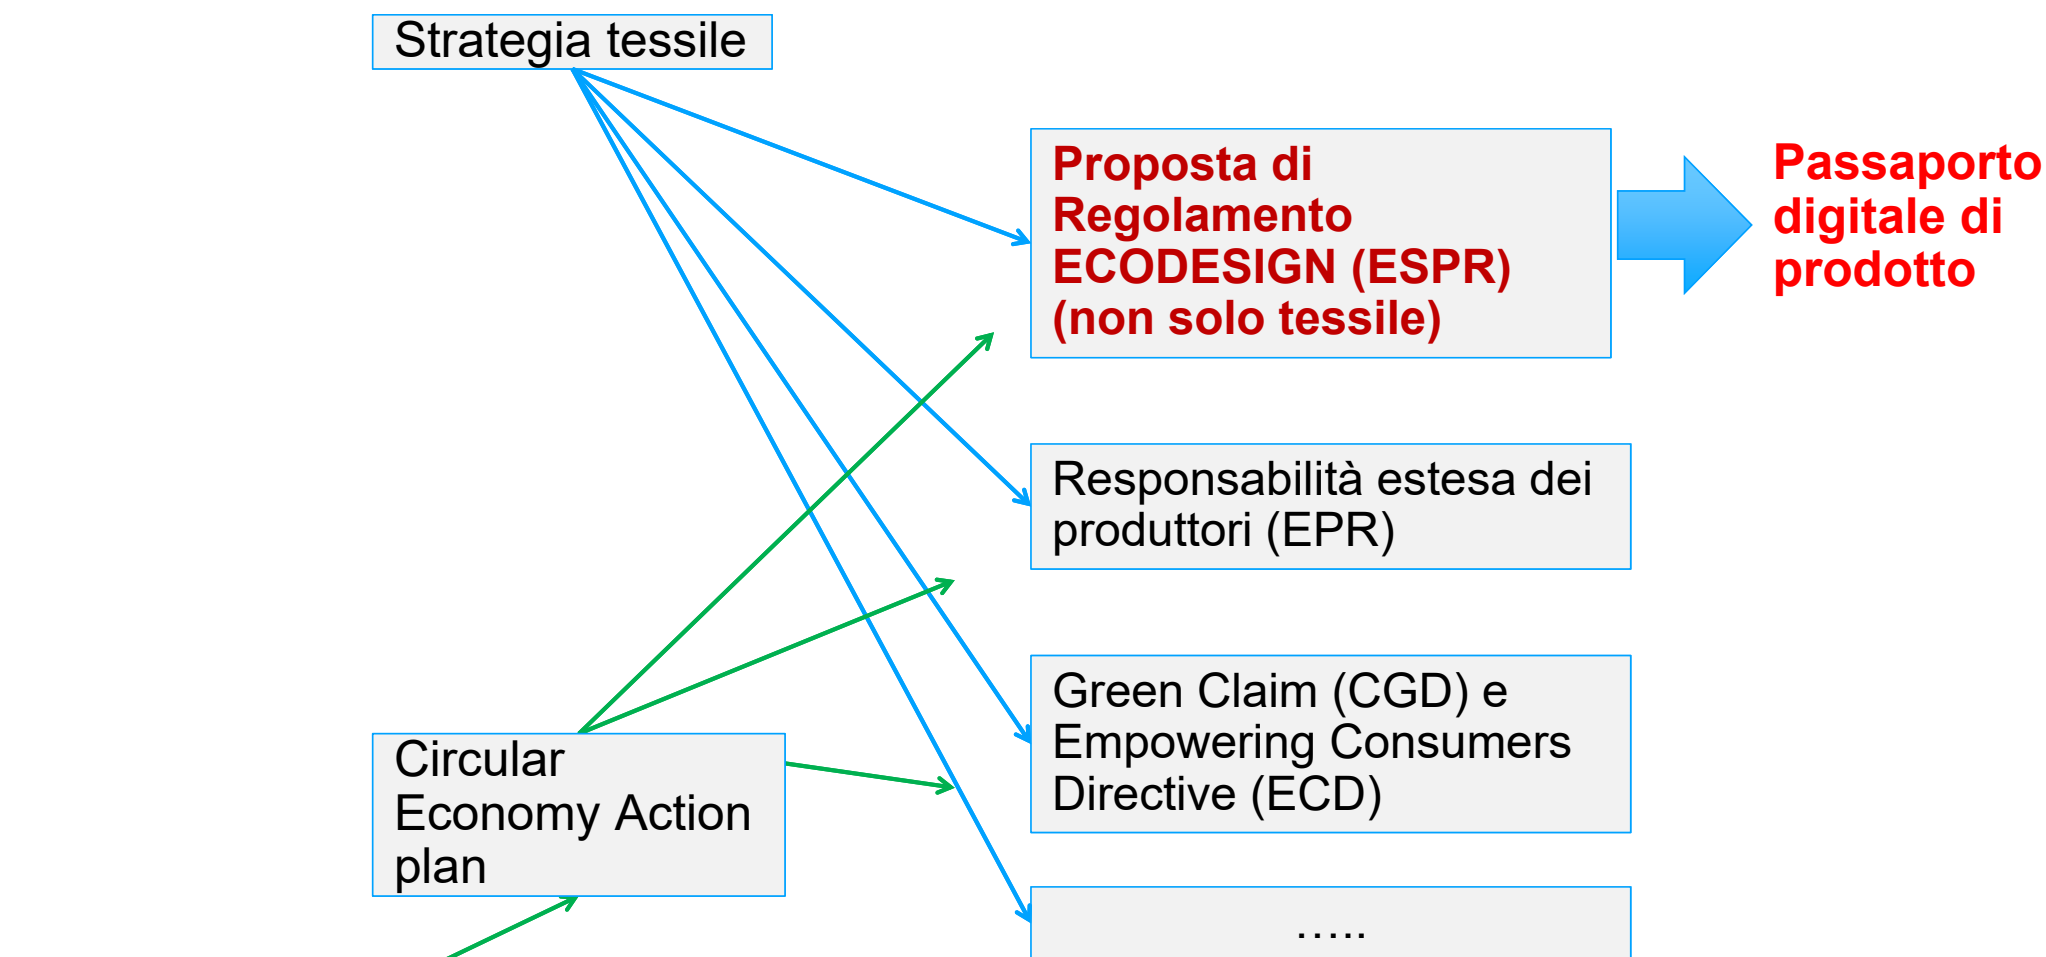 Strategia tessile
Proposta di
Regolamento
ECODESIGN (ESPR)
(non solo tessile)
Passaporto
digitale di
prodotto
Responsabilità estesa dei
produttori (EPR)
Green Claim (CGD) e
Empowering Consumers
Directive (ECD)
Circular
Economy Action
plan
…..